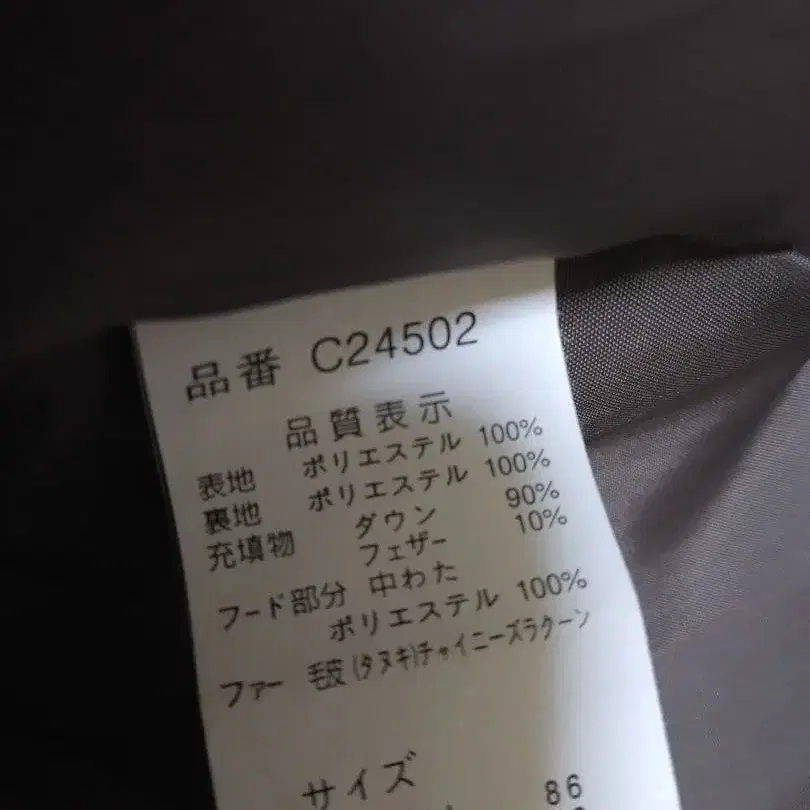 品番 C24502
品質表示
表地 ポリエステル 100%
裏地 ポリエステル 100%
充填物 ダウン 90%
フェザー 10%
フード部分 中わた
ポリエステル 100%
ファー 毛皮(タヌキ)チャイニーズラクーン
サイズ
86